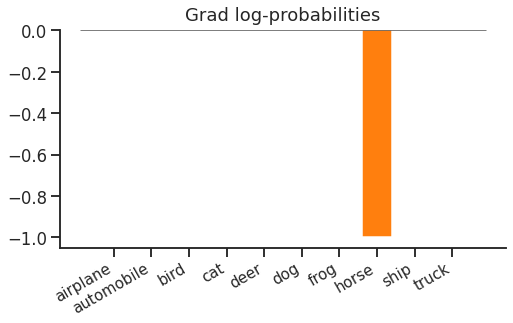 Grad log-probabilities
0.0
−0.2
−0.4
−0.6
−0.8
−1.0
airplane
automobile
bird
cat
deer
dog
frog
horse
ship
truck